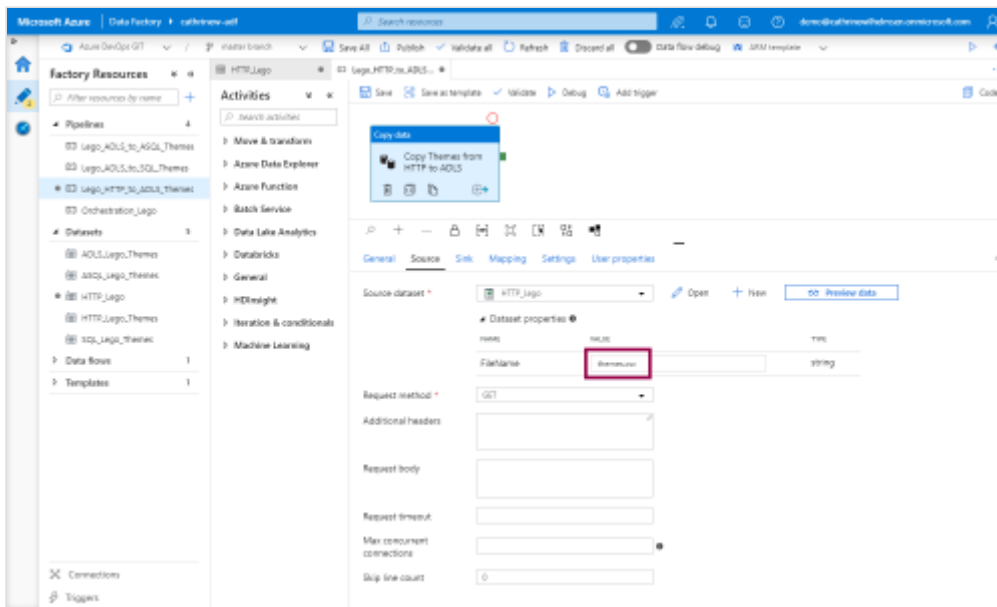 Microsoft Azure | Data Factory ▸ cathrinew-adf
Search resources
demo@cathrinewilhelmsen.onmicrosoft.com
Azure DevOps GIT
/
master branch
Save All
Publish
Validate all
Refresh
Discard all
Data flow debug
ARM template
Factory Resources
Filter resources by name
Pipelines 4
Lego_ADLS_to_ASQL_Themes
Lego_ADLS_to_SQL_Themes
Lego_HTTP_to_ADLS_Themes
Orchestration_Lego
Datasets 5
ADLS_Lego_Themes
ASQL_Lego_Themes
HTTP_Lego
HTTP_Lego_Themes
SQL_Lego_Themes
Data flows 1
Templates 1
Connections
Triggers
HTTP_Lego
Lego_HTTP_to_ADLS_...
Activities
Search activities
Move & transform
Azure Data Explorer
Azure Function
Batch Service
Data Lake Analytics
Databricks
General
HDInsight
Iteration & conditionals
Machine Learning
Save
Save as template
Validate
Debug
Add trigger
Code
Copy data
Copy Themes from
HTTP to ADLS
General Source Sink Mapping Settings User properties
Source dataset *
HTTP_Lego
Open
New
Preview data
Dataset properties
NAME VALUE TYPE
FileName themes.csv string
Request method *
GET
Additional headers
Request body
Request timeout
Max concurrent
connections
Skip line count
0